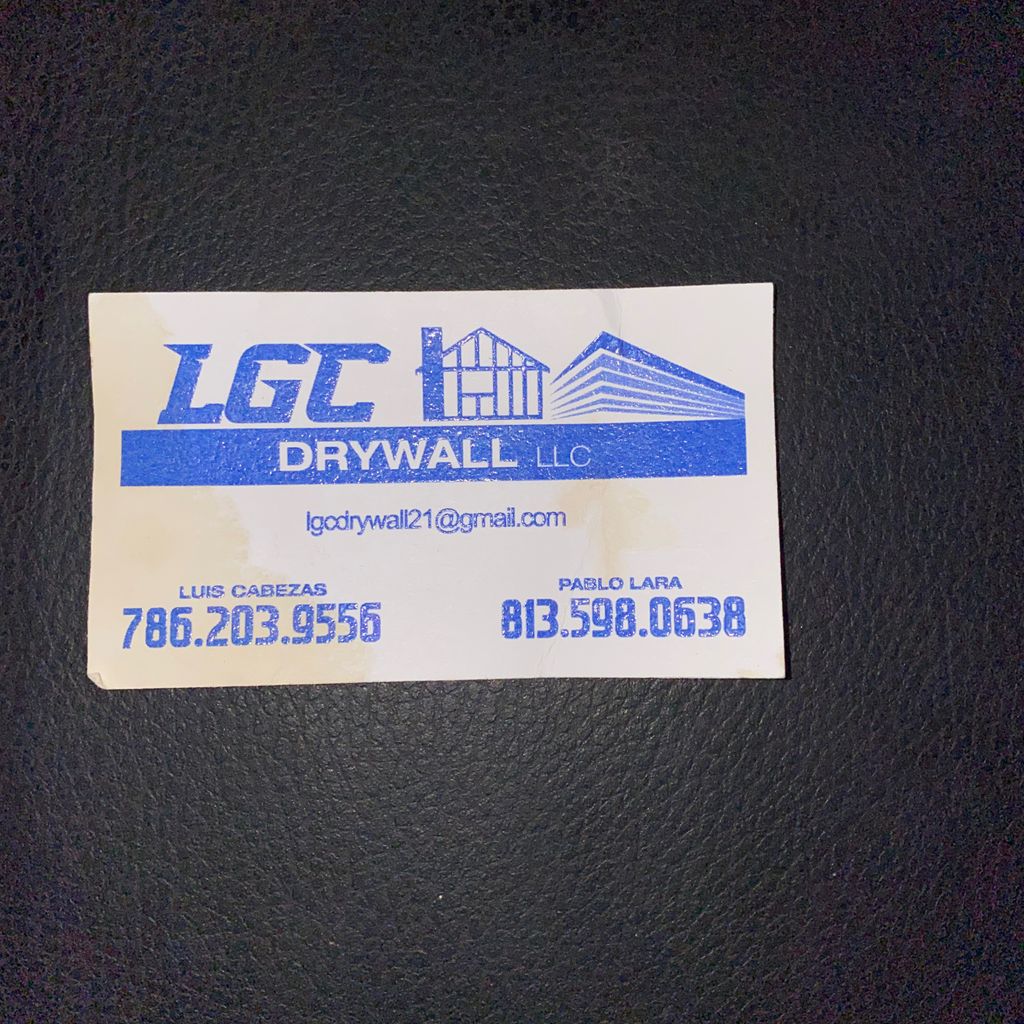 LGC
DRYWALL LLC
lgcdrywall21@gmail.com
LUIS CABEZAS
786.203.9556
PABLO LARA
813.598.0638